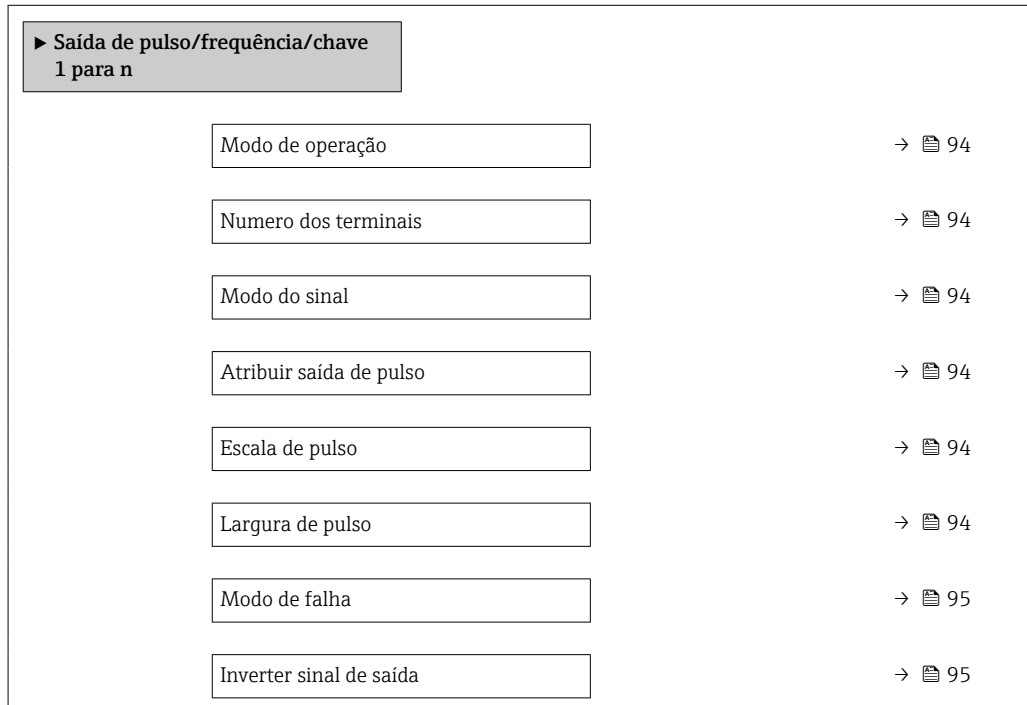 ▶ Saída de pulso/frequência/chave
1 para n
Modo de operação → 94
Numero dos terminais → 94
Modo do sinal → 94
Atribuir saída de pulso → 94
Escala de pulso → 94
Largura de pulso → 94
Modo de falha → 95
Inverter sinal de saída → 95